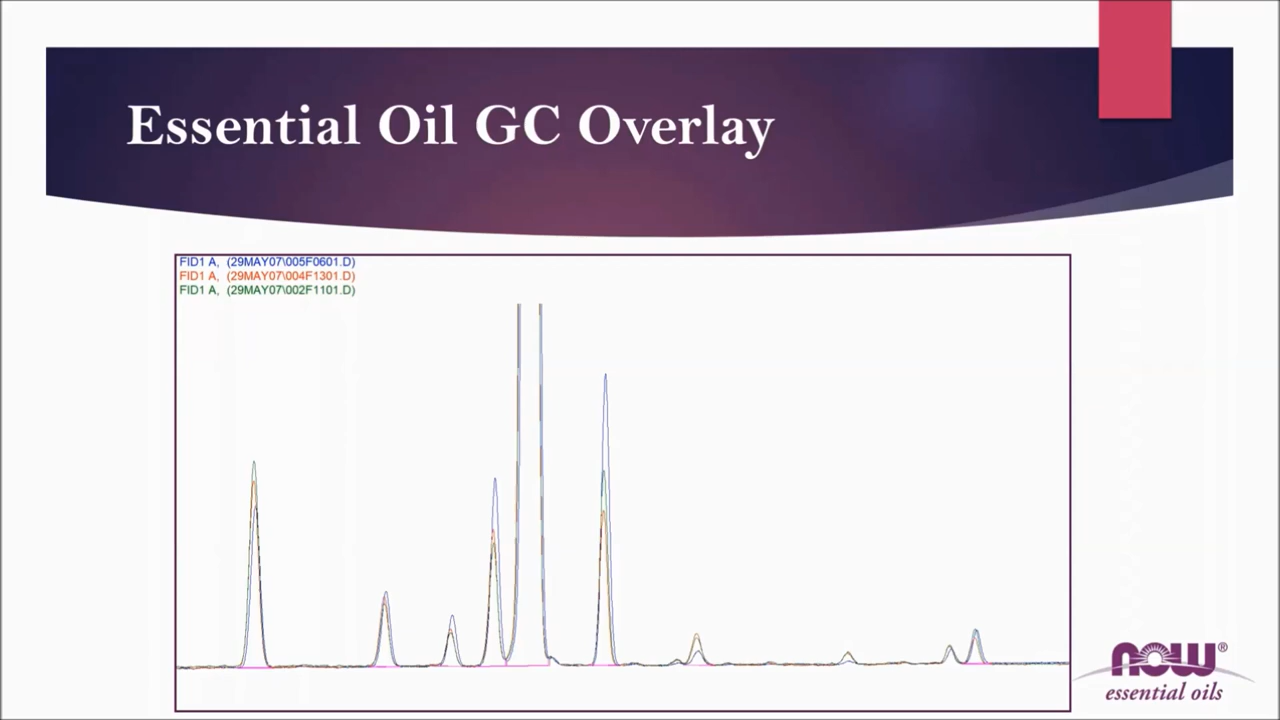 Essential Oil GC Overlay
FID1 A, (29MAY07\005F0601.D)
FID1 A, (29MAY07\004F1301.D)
FID1 A, (29MAY07\002F1101.D)
now®
essential oils